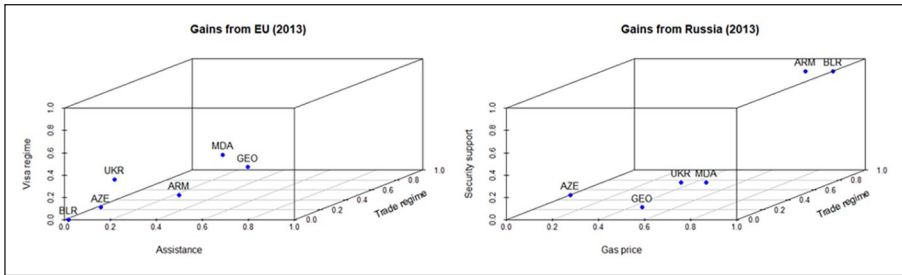 Gains from EU (2013)
Visa regime
0.0 0.2 0.4 0.6 0.8 1.0
MDA
GEO
UKR
ARM
AZE
BLR
0.0 0.2 0.4 0.6 0.8 1.0
Trade regime
0.0 0.2 0.4 0.6 0.8 1.0
Assistance
Gains from Russia (2013)
Security support
0.0 0.2 0.4 0.6 0.8 1.0
ARM BLR
UKR MDA
AZE
GEO
0.0 0.2 0.4 0.6 0.8 1.0
Trade regime
0.0 0.2 0.4 0.6 0.8 1.0
Gas price